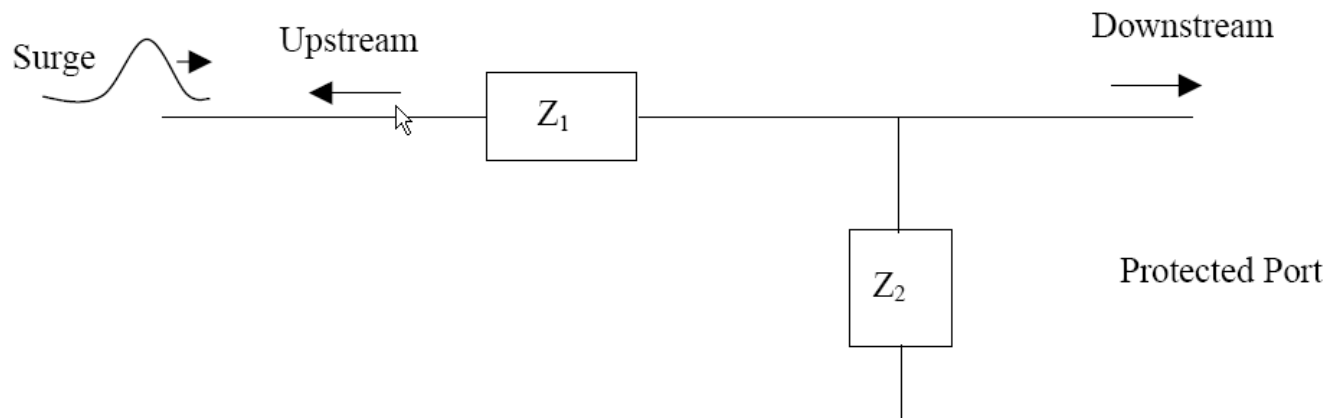 Surge
Upstream
Downstream
Z₁
Z₂
Protected Port